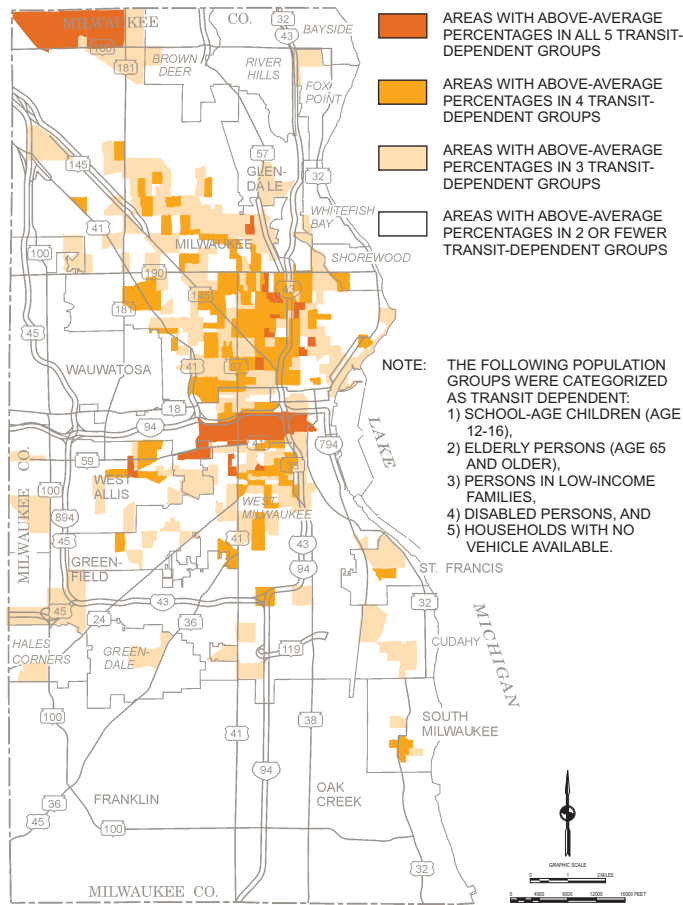 MILWAUKEE CO.
32
43
BAYSIDE
100
181
BROWN
DEER
RIVER
HILLS
FOX
POINT
145
57
GLEN-
DALE
32
WHITEFISH
BAY
41
MILWAUKEE
SHOREWOOD
100
190
145
43
181
45
WAUWATOSA
41
57
18
94
794
41
59
WEST
ALLIS
28
WEST
MILWAUKEE
100
894
45
41
43
94
GREEN-
FIELD
ST. FRANCIS
32
45
43
24
36
HALES
CORNERS
GREEN-
DALE
119
CUDAHY
100
41
38
SOUTH
MILWAUKEE
94
36
45
FRANKLIN
100
OAK
CREEK
32
MILWAUKEE CO.
MILWAUKEE CO.
LAKE
MICHIGAN
AREAS WITH ABOVE-AVERAGE
PERCENTAGES IN ALL 5 TRANSIT-
DEPENDENT GROUPS
AREAS WITH ABOVE-AVERAGE
PERCENTAGES IN 4 TRANSIT-
DEPENDENT GROUPS
AREAS WITH ABOVE-AVERAGE
PERCENTAGES IN 3 TRANSIT-
DEPENDENT GROUPS
AREAS WITH ABOVE-AVERAGE
PERCENTAGES IN 2 OR FEWER
TRANSIT-DEPENDENT GROUPS
NOTE: THE FOLLOWING POPULATION
GROUPS WERE CATEGORIZED
AS TRANSIT DEPENDENT:
1) SCHOOL-AGE CHILDREN (AGE
12-16),
2) ELDERLY PERSONS (AGE 65
AND OLDER),
3) PERSONS IN LOW-INCOME
FAMILIES,
4) DISABLED PERSONS, AND
5) HOUSEHOLDS WITH NO
VEHICLE AVAILABLE.
GRAPHIC SCALE
0 1 2 MILES
0 4000 8000 12000 16000 FEET